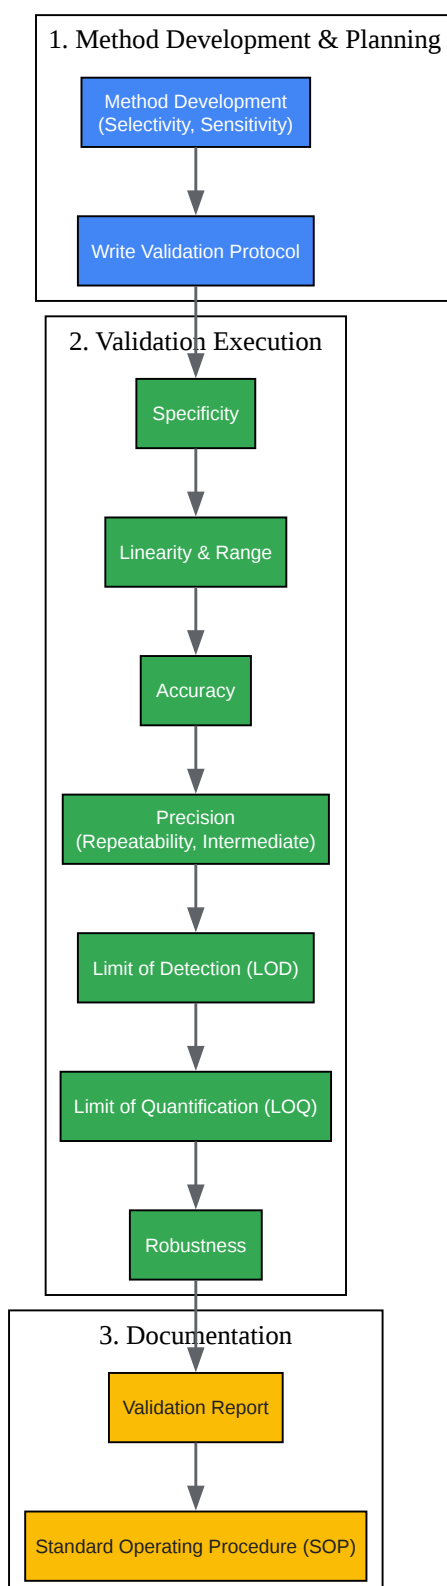 1. Method Development & Planning
Method Development
(Selectivity, Sensitivity)
Write Validation Protocol
2. Validation Execution
Specificity
Linearity & Range
Accuracy
Precision
(Repeatability, Intermediate)
Limit of Detection (LOD)
Limit of Quantification (LOQ)
Robustness
3. Documentation
Validation Report
Standard Operating Procedure (SOP)